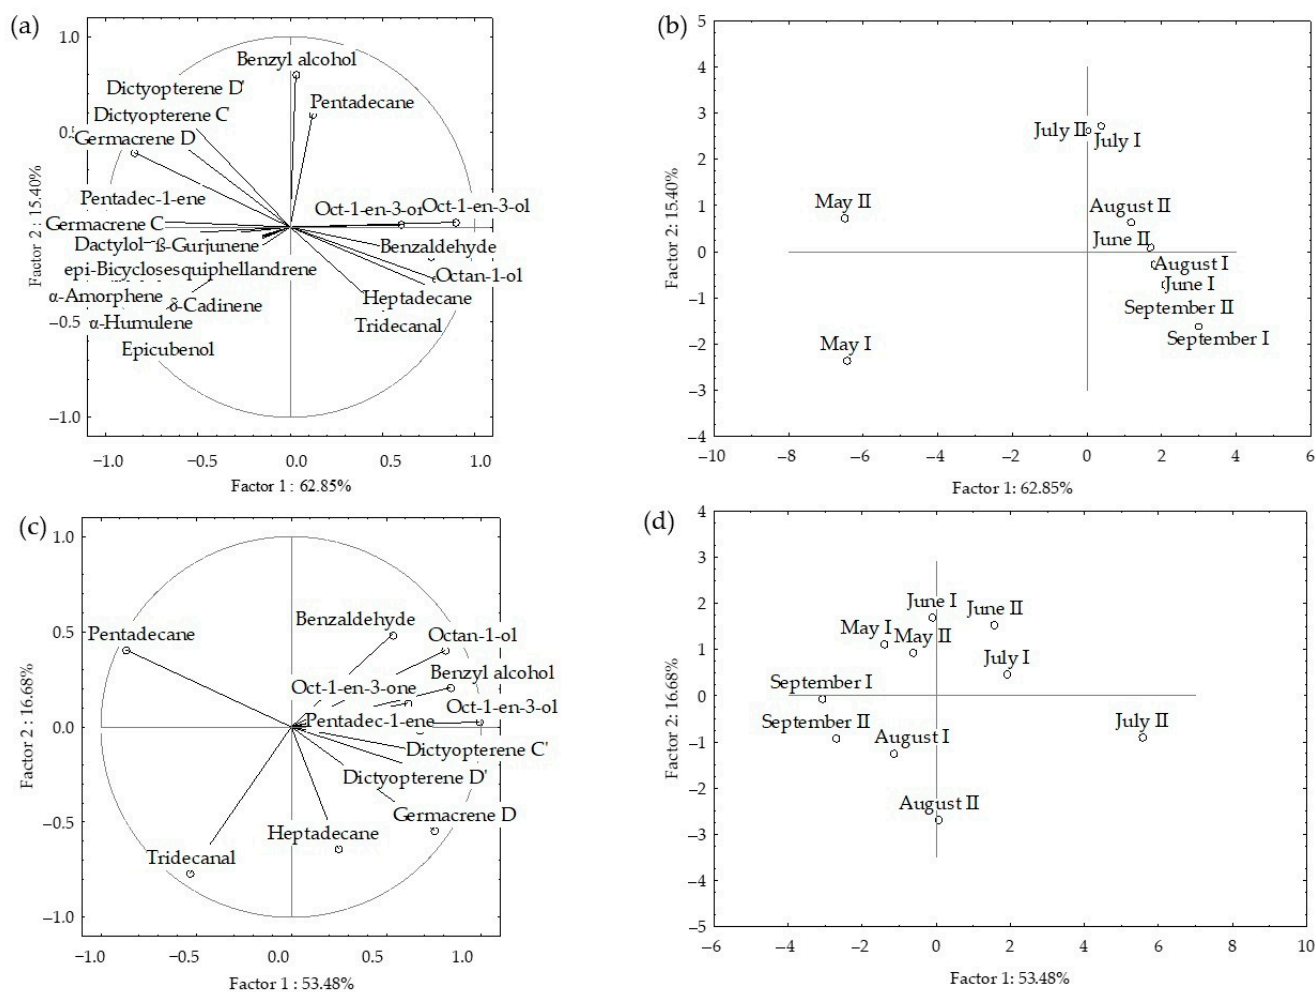 (a)
1.0
0.5
−0.5
−1.0
Factor 2 : 15.40%
Benzyl alcohol
Dictyopterene D'
Pentadecane
Dictyopterene C'
Germacrene D
Pentadec-1-ene
Oct-1-en-3-ol
Germacrene C
Dactylol
ß-Gurjunene
Benzaldehyde
epi-Bicyclosesquiphellandrene
Octan-1-ol
α-Amorphene
δ-Cadinene
Heptadecane
α-Humulene
Tridecanal
Epicubenol
−1.0 −0.5 0.0 0.5 1.0
Factor 1 : 62.85%
(b)
5
4
3
2
1
0
−1
−2
−3
−4
Factor 2: 15.40%
July II
July I
May II
August II
June II
August I
June I
September II
May I
September I
−10 −8 −6 −4 −2 0 2 4 6
Factor 1: 62.85%
(c)
1.0
0.5
0.0
−0.5
−1.0
Factor 2 : 16.68%
Benzaldehyde
Pentadecane
Octan-1-ol
Benzyl alcohol
Oct-1-en-3-one
Oct-1-en-3-ol
Pentadec-1-ene
Dictyopterene C'
Dictyopterene D'
Germacrene D
Heptadecane
Tridecanal
−1.0 −0.5 0.0 0.5 1.0
Factor 1 : 53.48%
(d)
4
3
2
1
0
−1
−2
−3
−4
−5
Factor 2: 16.68%
June I
June II
May I
May II
July I
September I
September II
August I
July II
August II
−6 −4 −2 0 2 4 6 8 10
Factor 1: 53.48%